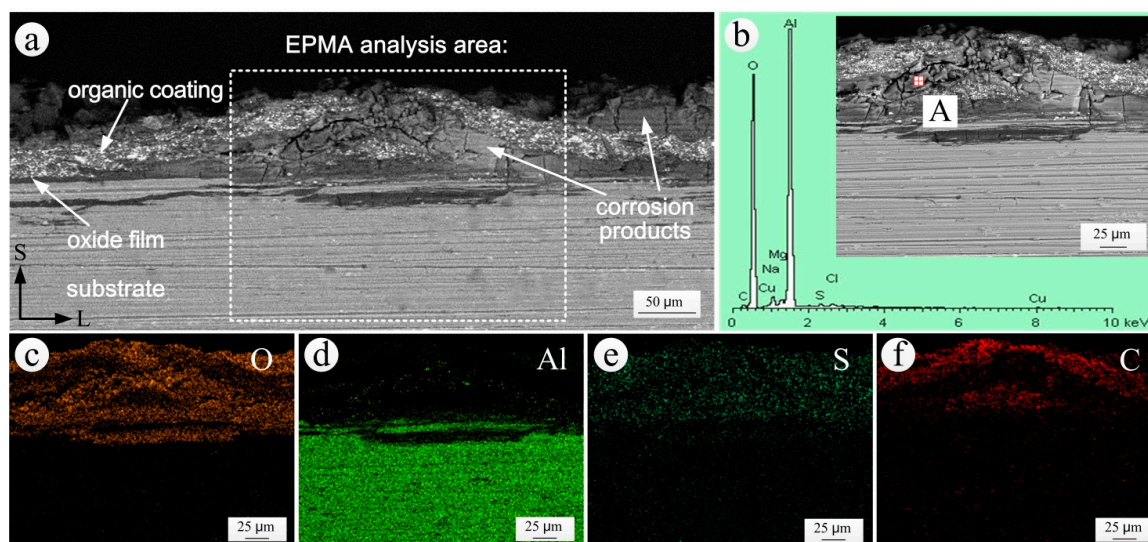 a
EPMA analysis area:
organic coating
corrosion
products
oxide film
substrate
S
L
50 μm
b
Al
O
Mg
Na
Cu
C
S
Cl
Cu
0
2
4
6
8
10
keV
A
25 μm
c
O
25 μm
d
Al
25 μm
e
S
25 μm
f
C
25 μm